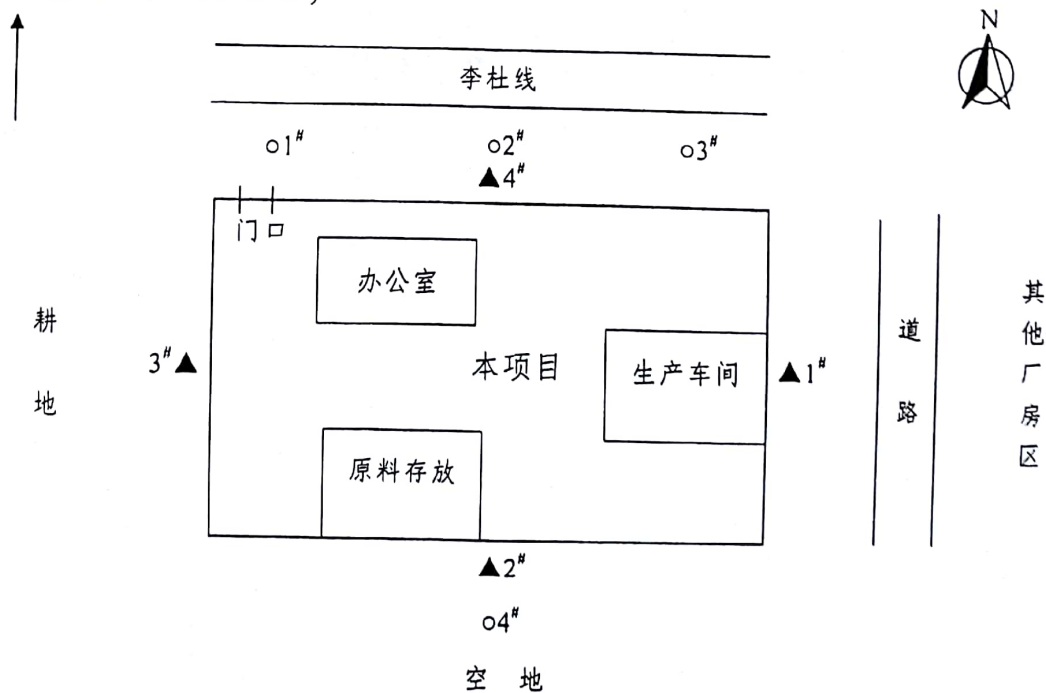 N
李杜线
○1#
○2#
○3#
▲4#
门口
办公室
耕地
3#▲
本项目
生产车间
▲1#
道路
其他厂房区
原料存放
▲2#
○4#
空地